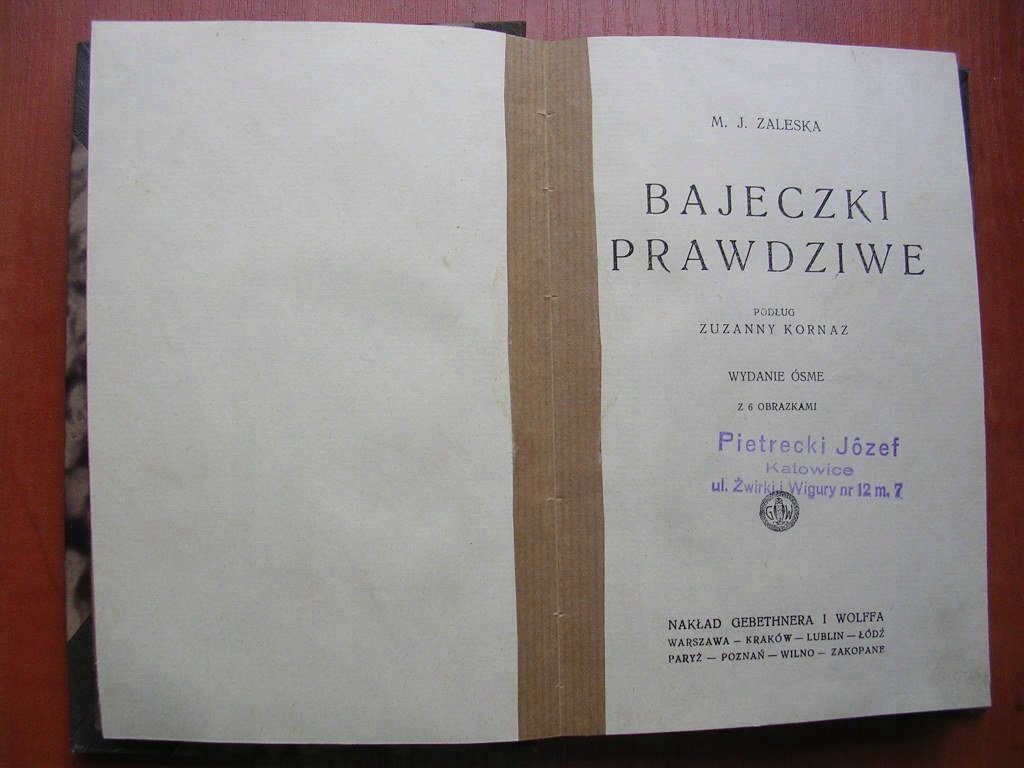 M. J. ZALESKA
BAJECZKI
PRAWDZIWE
PODŁUG
ZUZANNY KORNAZ
WYDANIE ÓSME
Z 6 OBRAZKAMI
Pietrecki Józef
Katowice
ul. Żwirki i Wigury nr 12 m. 7
G W
NAKŁAD GEBETHNERA I WOLFFA
WARSZAWA — KRAKÓW — LUBLIN — ŁÓDŹ
PARYŻ — POZNAŃ — WILNO — ZAKOPANE